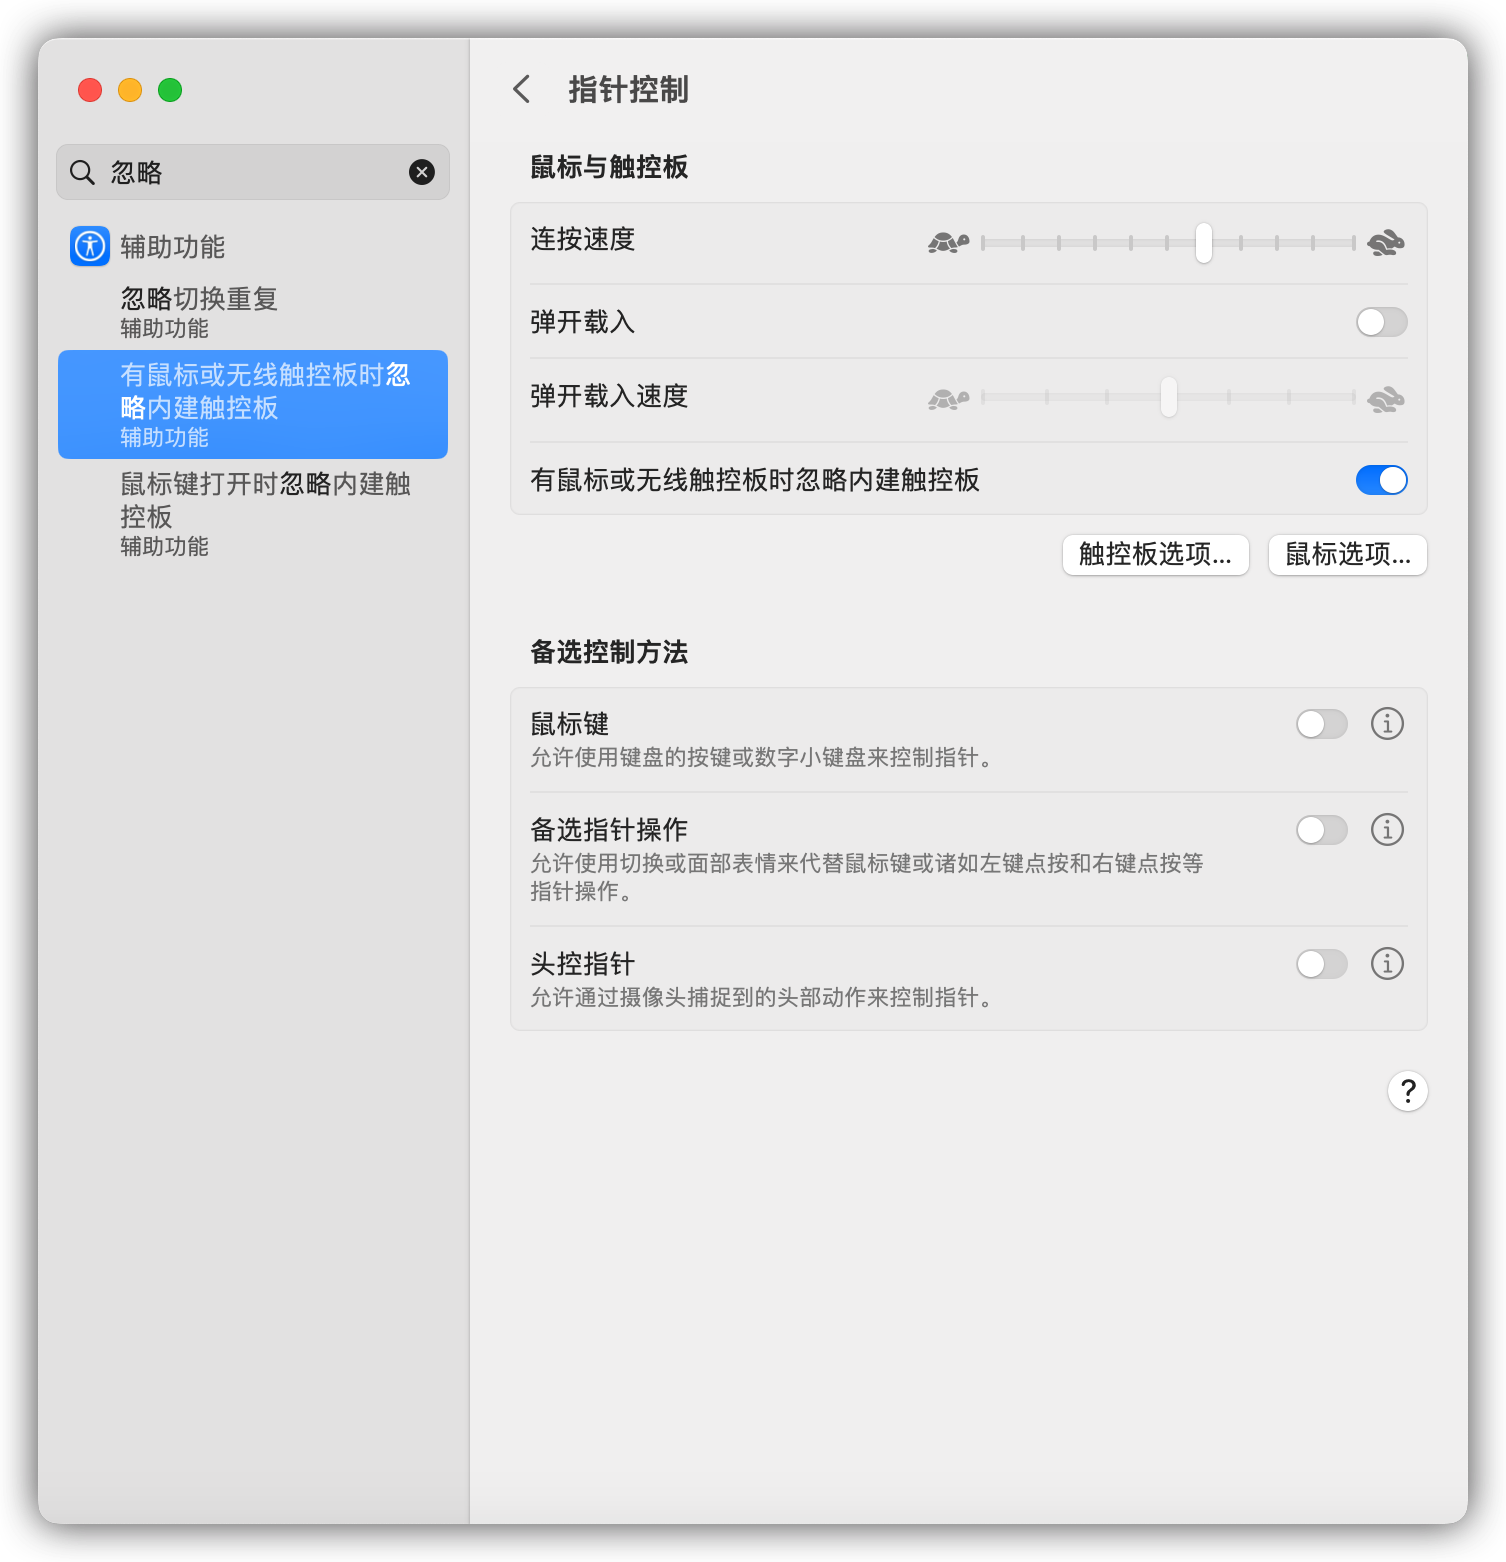 忽略
辅助功能
忽略切换重复
辅助功能
有鼠标或无线触控板时忽
略内建触控板
辅助功能
鼠标键打开时忽略内建触
控板
辅助功能
指针控制
鼠标与触控板
连按速度
弹开载入
弹开载入速度
有鼠标或无线触控板时忽略内建触控板
触控板选项...
鼠标选项...
备选控制方法
鼠标键
允许使用键盘的按键或数字小键盘来控制指针。
备选指针操作
允许使用切换或面部表情来代替鼠标键或诸如左键点按和右键点按等
指针操作。
头控指针
允许通过摄像头捕捉到的头部动作来控制指针。
?